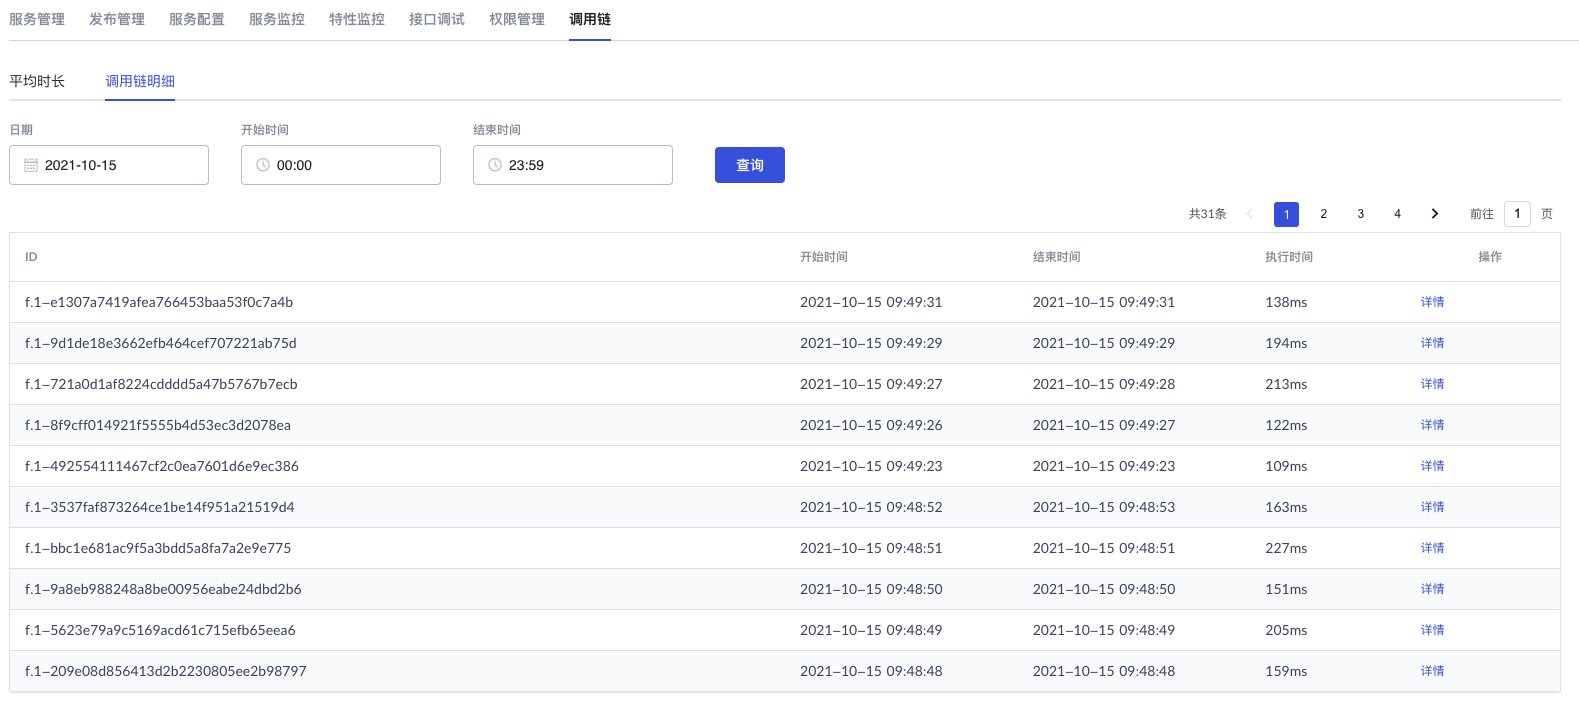 服务管理 发布管理 服务配置 服务监控 特性监控 接口调试 权限管理 调用链
平均时长 调用链明细
日期 开始时间 结束时间
2021-10-15 00:00 23:59 查询
共31条 1 2 3 4 前往 1 页
ID 开始时间 结束时间 执行时间 操作
f.1–e1307a7419afea766453baa53f0c7a4b 2021–10–15 09:49:31 2021–10–15 09:49:31 138ms 详情
f.1–9d1de18e3662efb464cef707221ab75d 2021–10–15 09:49:29 2021–10–15 09:49:29 194ms 详情
f.1–721a0d1af8224cdddd5a47b5767b7ecb 2021–10–15 09:49:27 2021–10–15 09:49:28 213ms 详情
f.1–8f9cff014921f5555b4d53ec3d2078ea 2021–10–15 09:49:26 2021–10–15 09:49:27 122ms 详情
f.1–492554111467cf2c0ea7601d6e9ec386 2021–10–15 09:49:23 2021–10–15 09:49:23 109ms 详情
f.1–3537faf873264ce1be14f951a21519d4 2021–10–15 09:48:52 2021–10–15 09:48:53 163ms 详情
f.1–bbc1e681ac9f5a3bdd5a8fa7a2e9e775 2021–10–15 09:48:51 2021–10–15 09:48:51 227ms 详情
f.1–9a8eb988248a8be00956eabe24dbd2b6 2021–10–15 09:48:50 2021–10–15 09:48:50 151ms 详情
f.1–5623e79a9c5169acd61c715efb65eea6 2021–10–15 09:48:49 2021–10–15 09:48:49 205ms 详情
f.1–209e08d856413d2b2230805ee2b98797 2021–10–15 09:48:48 2021–10–15 09:48:48 159ms 详情